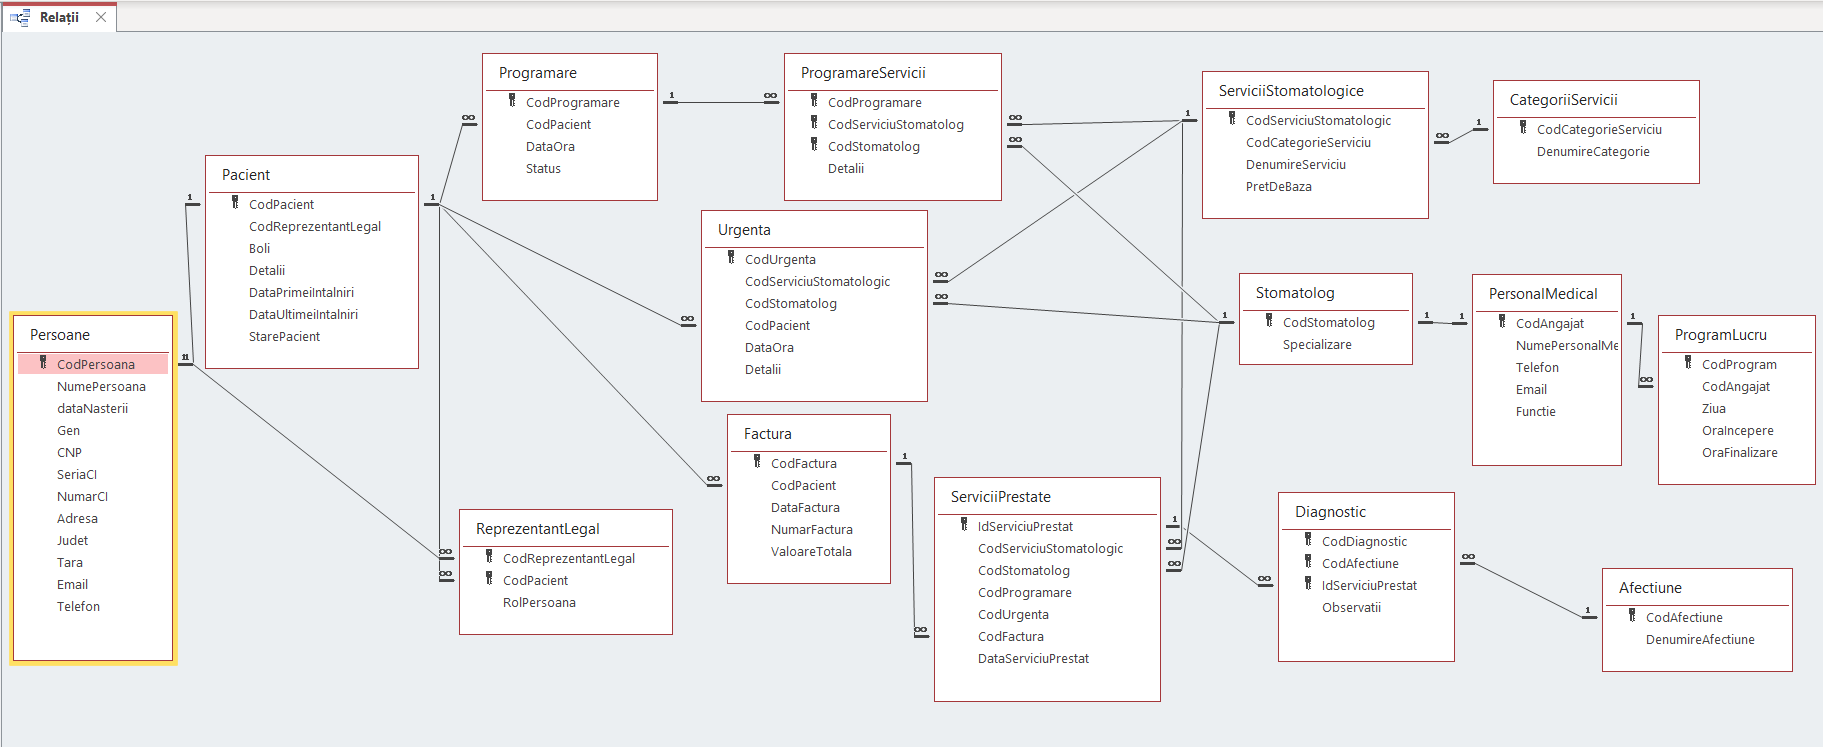 Relații
Persoane
CodPersoana
NumePersoana
dataNasterii
Gen
CNP
SeriaCI
NumarCI
Adresa
Judet
Tara
Email
Telefon
Pacient
CodPacient
CodReprezentantLegal
Boli
Detalii
DataPrimeiIntalniri
DataUltimeiIntalniri
StarePacient
Programare
CodProgramare
CodPacient
DataOra
Status
ReprezentantLegal
CodReprezentantLegal
CodPacient
RolPersoana
ProgramareServicii
CodProgramare
CodServiciuStomatolog
CodStomatolog
Detalii
Urgenta
CodUrgenta
CodServiciuStomatologic
CodStomatolog
CodPacient
DataOra
Detalii
Factura
CodFactura
CodPacient
DataFactura
NumarFactura
ValoareTotala
ServiciiPrestate
IdServiciuPrestat
CodServiciuStomatologic
CodStomatolog
CodProgramare
CodUrgenta
CodFactura
DataServiciuPrestat
ServiciiStomatologice
CodServiciuStomatologic
CodCategorieServiciu
DenumireServiciu
PretDeBaza
CategoriiServicii
CodCategorieServiciu
DenumireCategorie
Stomatolog
CodStomatolog
Specializare
PersonalMedical
CodAngajat
NumePersonalMe
Telefon
Email
Functie
ProgramLucru
CodProgram
CodAngajat
Ziua
OraIncepere
OraFinalizare
Diagnostic
CodDiagnostic
CodAfectiune
IdServiciuPrestat
Observatii
Afectiune
CodAfectiune
DenumireAfectiune